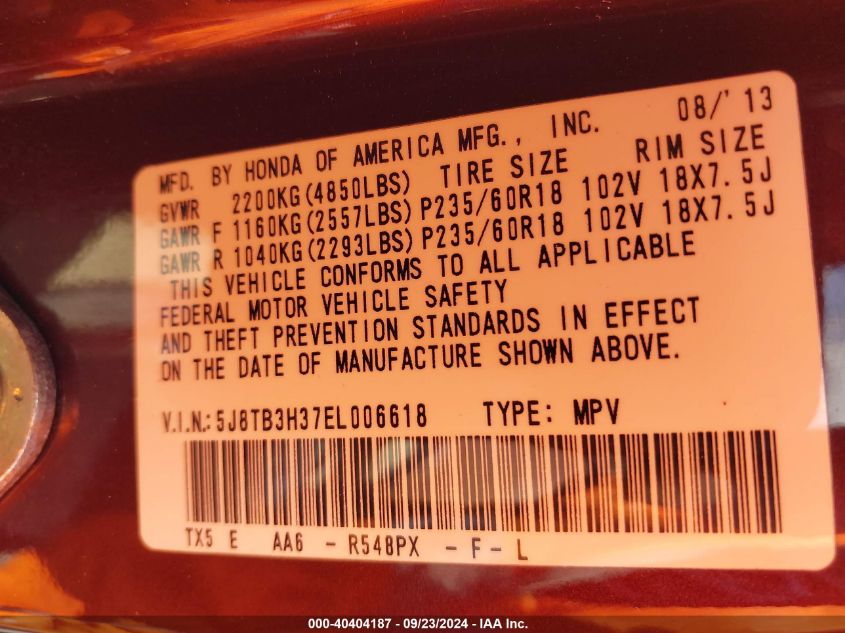 08/'13
MFD. BY HONDA OF AMERICA MFG., INC.
GVWR 2200KG(4850LBS) TIRE SIZE RIM SIZE
GAWR F 1160KG(2557LBS) P235/60R18 102V 18X7.5J
GAWR R 1040KG(2293LBS) P235/60R18 102V 18X7.5J
THIS VEHICLE CONFORMS TO ALL APPLICABLE
FEDERAL MOTOR VEHICLE SAFETY
AND THEFT PREVENTION STANDARDS IN EFFECT
ON THE DATE OF MANUFACTURE SHOWN ABOVE.
V.I.N.:5J8TB3H37EL006618 TYPE: MPV
TX5 E AA6 - R548PX - F - L
000-40404187 - 09/23/2024 - IAA Inc.